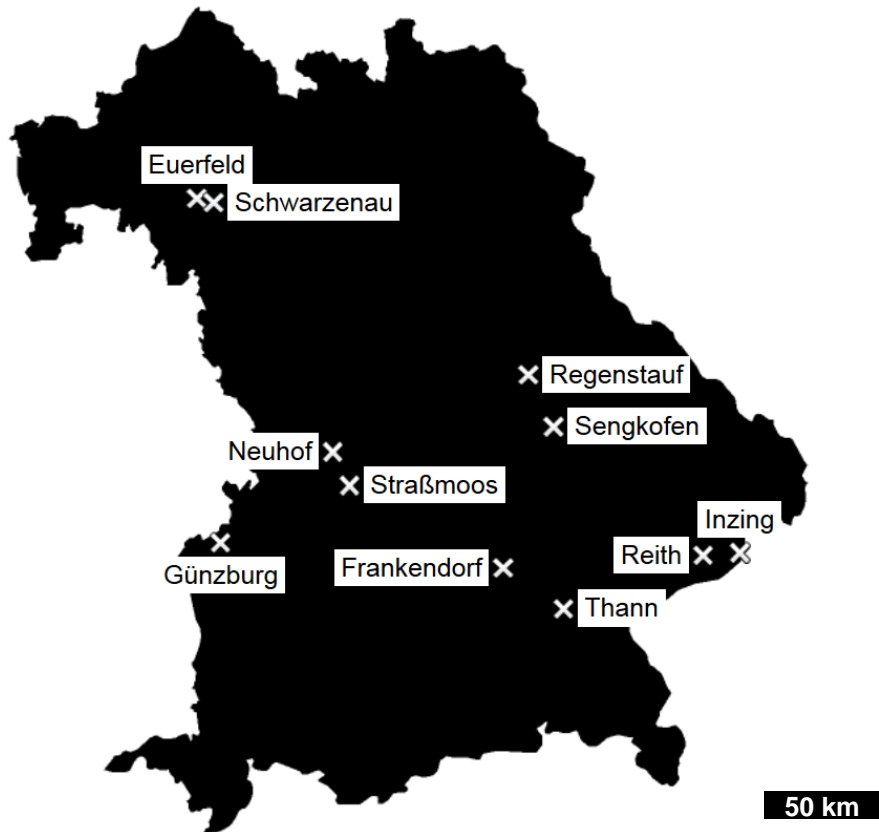 Euerfeld
Schwarzenau
Regenstauf
Sengkofen
Neuhof
Straßmoos
Inzing
Reith
Günzburg
Frankendorf
Thann
50 km